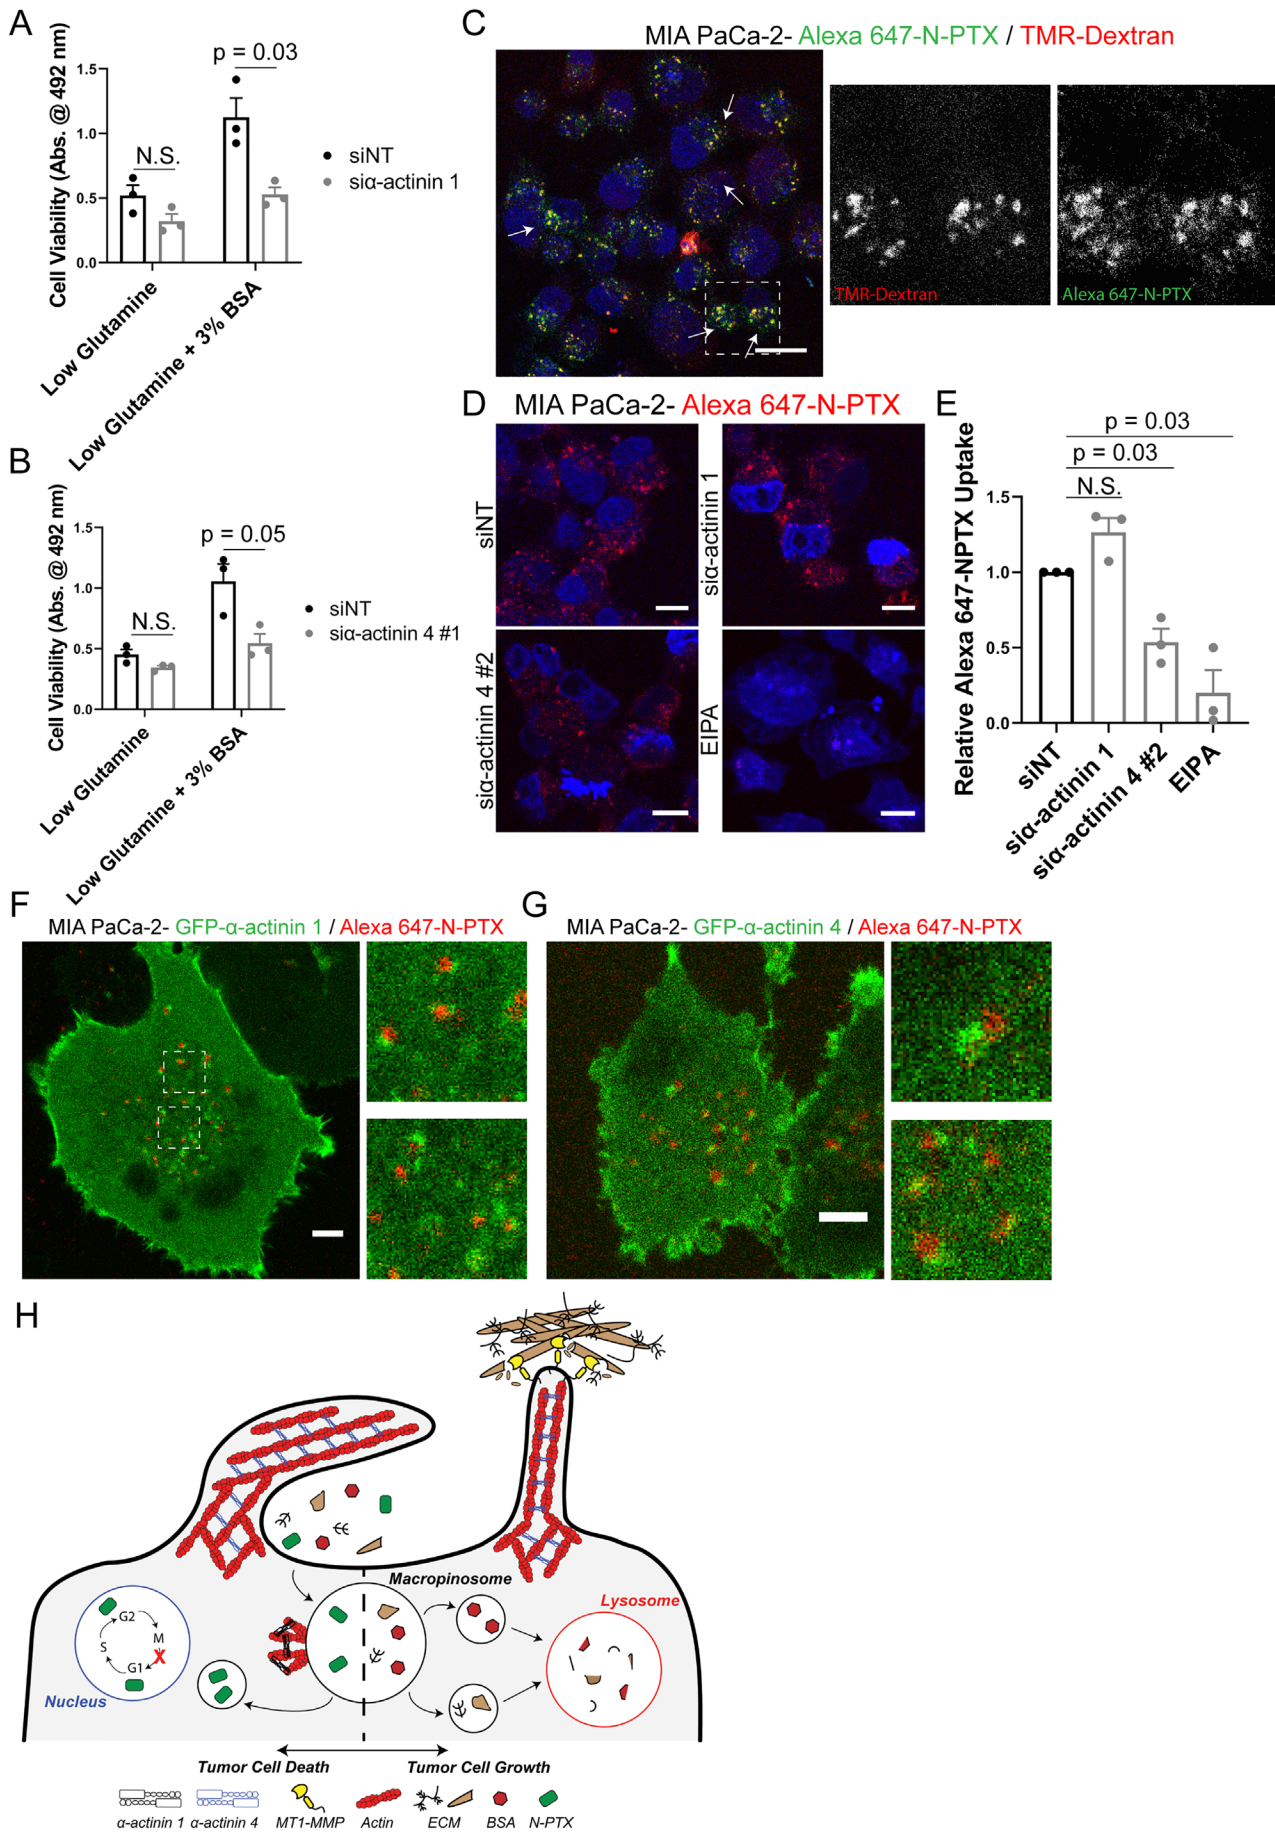 A
Cell Viability (Abs. @ 492 nm)
1.5
1.0
0.5
0.0
p = 0.03
N.S.
siNT
siα-actinin 1
Low Glutamine
Low Glutamine + 3% BSA
B
Cell Viability (Abs. @ 492 nm)
1.5
1.0
0.5
0.0
p = 0.05
N.S.
siNT
siα-actinin 4 #1
Low Glutamine
Low Glutamine + 3% BSA
C
MIA PaCa-2- Alexa 647-N-PTX / TMR-Dextran
TMR-Dextran
Alexa 647-N-PTX
D
MIA PaCa-2- Alexa 647-N-PTX
siNT
siα-actinin 1
siα-actinin 4 #2
EIPA
E
Relative Alexa 647-NPTX Uptake
p = 0.03
p = 0.03
N.S.
1.5
1.0
0.5
0.0
siNT
siα-actinin 1
siα-actinin 4 #2
EIPA
F
MIA PaCa-2- GFP-α-actinin 1 / Alexa 647-N-PTX
G
MIA PaCa-2- GFP-α-actinin 4 / Alexa 647-N-PTX
H
Macropinosome
Lysosome
G2
S
M
X
G1
Nucleus
Tumor Cell Death
Tumor Cell Growth
α-actinin 1
α-actinin 4
MT1-MMP
Actin
ECM
BSA
N-PTX